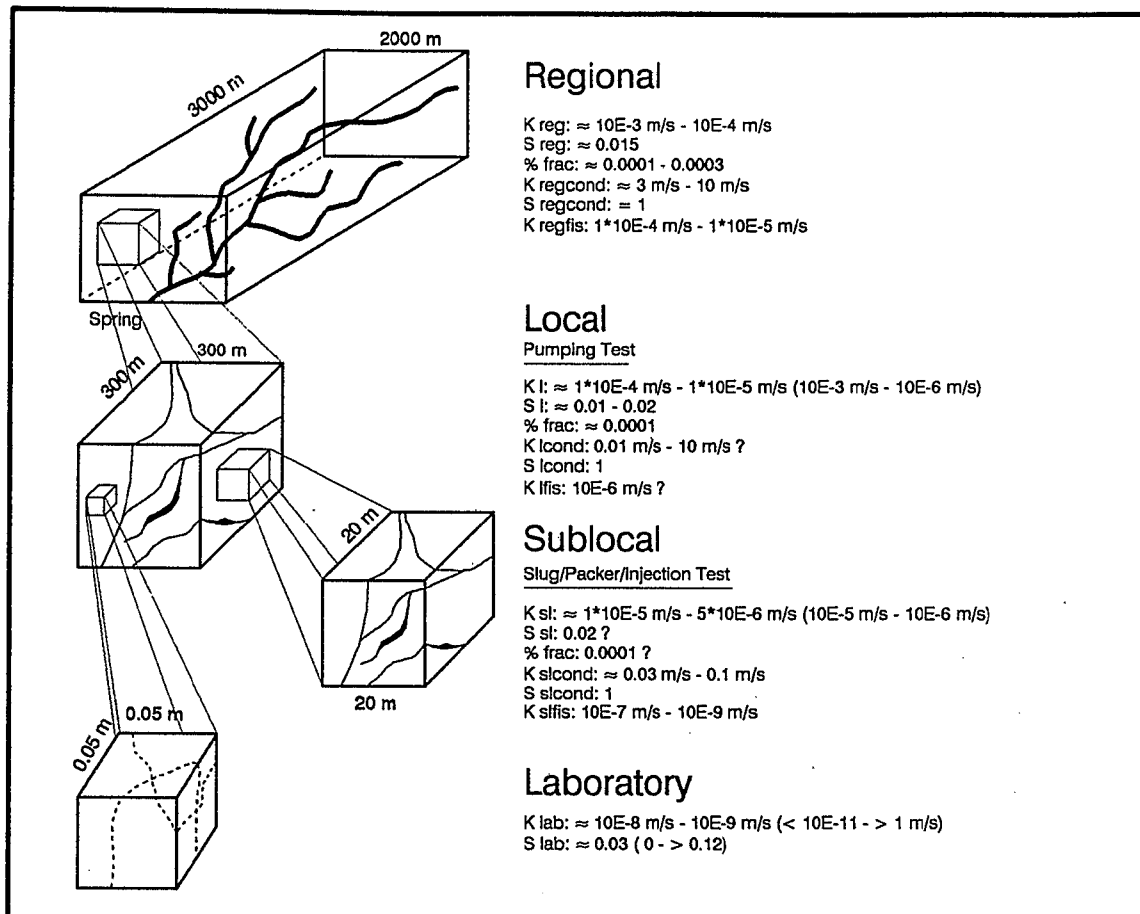 2000 m
3000 m
Spring
300 m
300 m
20 m
20 m
0.05 m
0.05 m
Regional
K reg: ≈ 10E-3 m/s - 10E-4 m/s
S reg: ≈ 0.015
% frac: ≈ 0.0001 - 0.0003
K regcond: ≈ 3 m/s - 10 m/s
S regcond: = 1
K regfis: 1*10E-4 m/s - 1*10E-5 m/s
Local
Pumping Test
K l: ≈ 1*10E-4 m/s - 1*10E-5 m/s (10E-3 m/s - 10E-6 m/s)
S l: ≈ 0.01 - 0.02
% frac: ≈ 0.0001
K lcond: 0.01 m/s - 10 m/s ?
S lcond: 1
K lfis: 10E-6 m/s ?
Sublocal
Slug/Packer/Injection Test
K sl: ≈ 1*10E-5 m/s - 5*10E-6 m/s (10E-5 m/s - 10E-6 m/s)
S sl: 0.02 ?
% frac: 0.0001 ?
K slcond: ≈ 0.03 m/s - 0.1 m/s
S slcond: 1
K slfis: 10E-7 m/s - 10E-9 m/s
Laboratory
K lab: ≈ 10E-8 m/s - 10E-9 m/s (< 10E-11 - > 1 m/s)
S lab: ≈ 0.03 ( 0 - > 0.12)